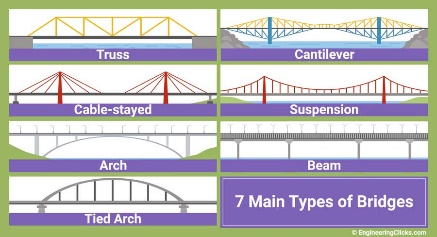 Truss
Cantilever
Cable-stayed
Suspension
Arch
Beam
Tied Arch
7 Main Types of Bridges
© EngineeringClicks.com